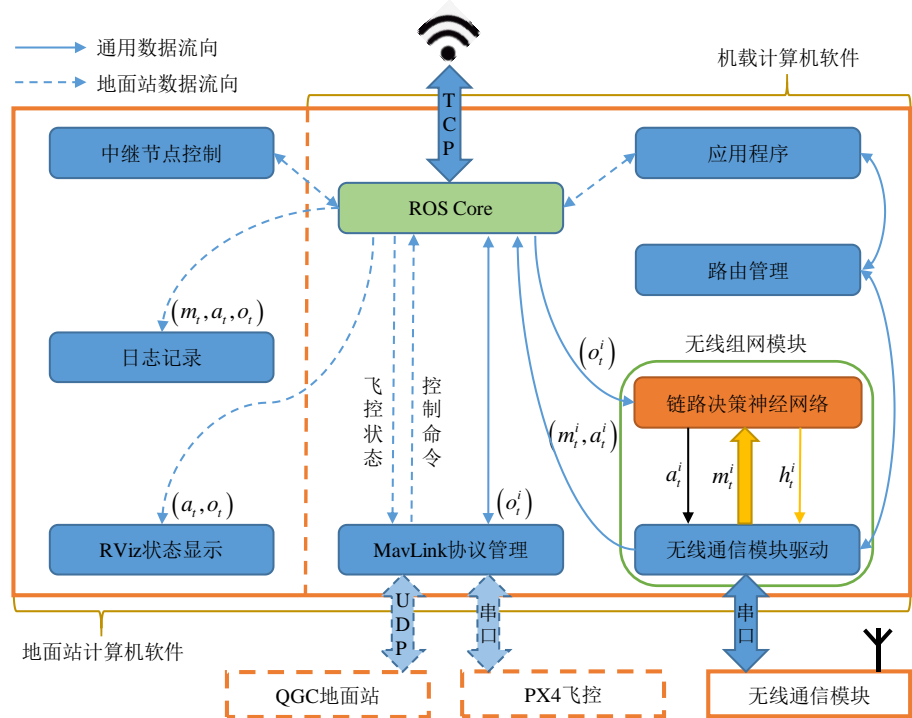 通用数据流向
地面站数据流向
机载计算机软件
TCP
中继节点控制
应用程序
ROS Core
路由管理
(m_t, a_t, o_t)
日志记录
无线组网模块
(o_t^i)
飞控状态
控制命令
链路决策神经网络
(m_t^i, a_t^i)
a_t^i
m_t^i
h_t^i
(a_t, o_t)
(o_t^i)
RViz状态显示
MavLink协议管理
无线通信模块驱动
UDP
串口
串口
地面站计算机软件
QGC地面站
PX4飞控
无线通信模块